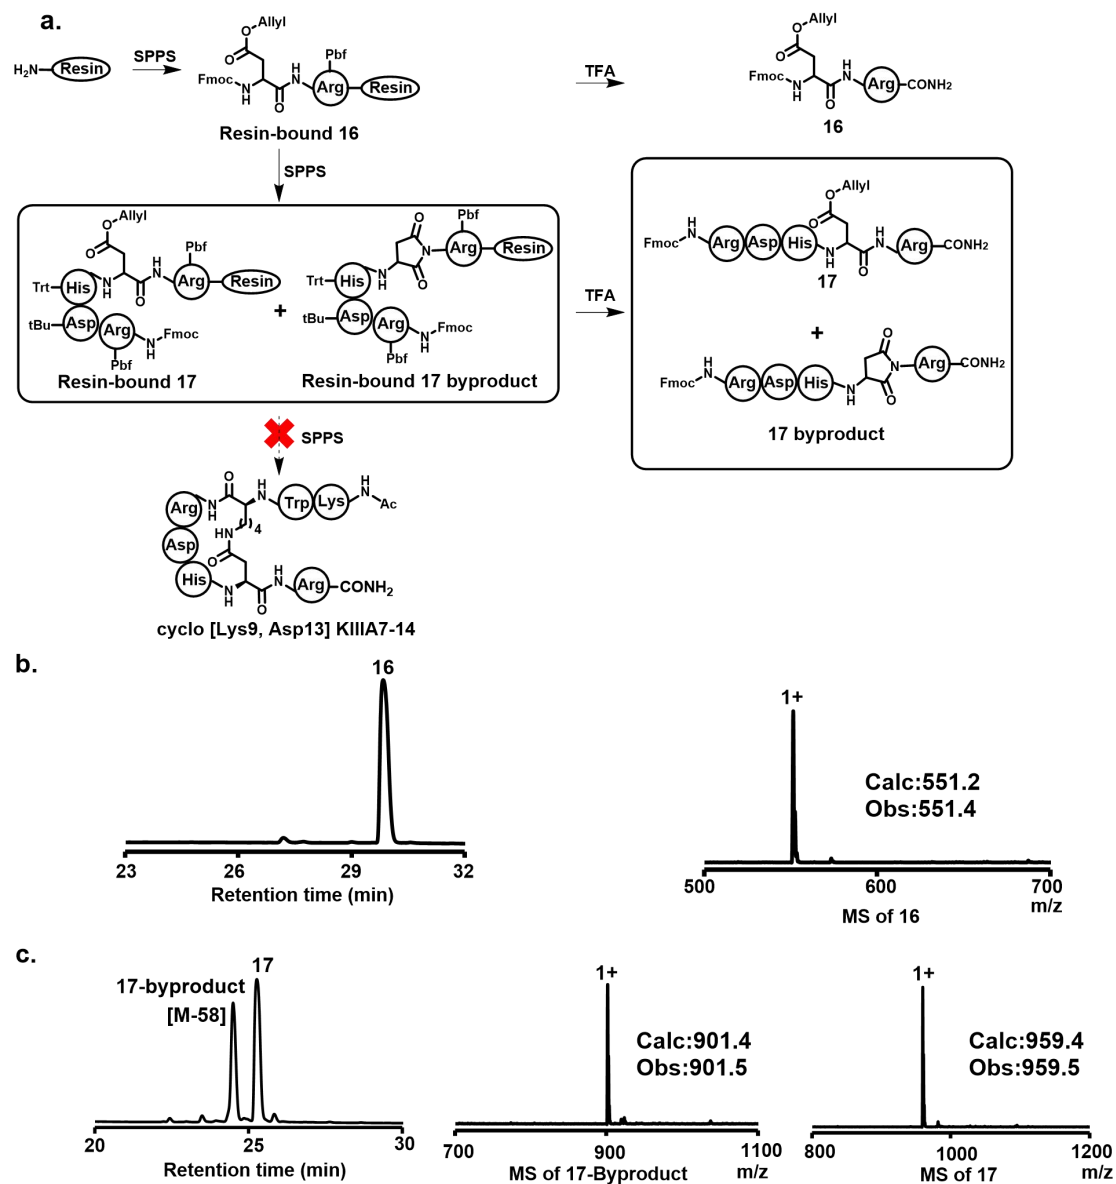 a.
H₂N
Resin
SPPS
Allyl
O
O
Pbf
Fmoc
N
H
H
N
O
Arg
Resin
Resin-bound 16
TFA
Allyl
O
O
Fmoc
N
H
H
N
O
Arg
CONH₂
16
SPPS
Allyl
O
O
Pbf
H
N
H
N
O
Arg
Resin
Trt
His
tBu
Asp
Arg
N
H
Fmoc
Pbf
Resin-bound 17
+
O
Pbf
N
Arg
Resin
H
N
O
Trt
His
tBu
Asp
Arg
N
H
Fmoc
Pbf
Resin-bound 17 byproduct
TFA
Allyl
O
O
Fmoc
H
N
Arg
Asp
His
N
H
H
N
O
Arg
CONH₂
17
+
O
Fmoc
H
N
Arg
Asp
His
N
H
N
O
Arg
CONH₂
17 byproduct
SPPS
O
H
N
Trp
Lys
H
N
Ac
Arg
N
H
4
HN
Asp
O
His
N
H
O
H
N
Arg
CONH₂
cyclo [Lys9, Asp13] KIIIA7-14
b.
16
23
26
29
32
Retention time (min)
1+
Calc:551.2
Obs:551.4
500
600
700
m/z
MS of 16
c.
17
17-byproduct
[M-58]
20
25
30
Retention time (min)
1+
Calc:901.4
Obs:901.5
700
900
1100
m/z
MS of 17-Byproduct
1+
Calc:959.4
Obs:959.5
800
1000
1200
m/z
MS of 17